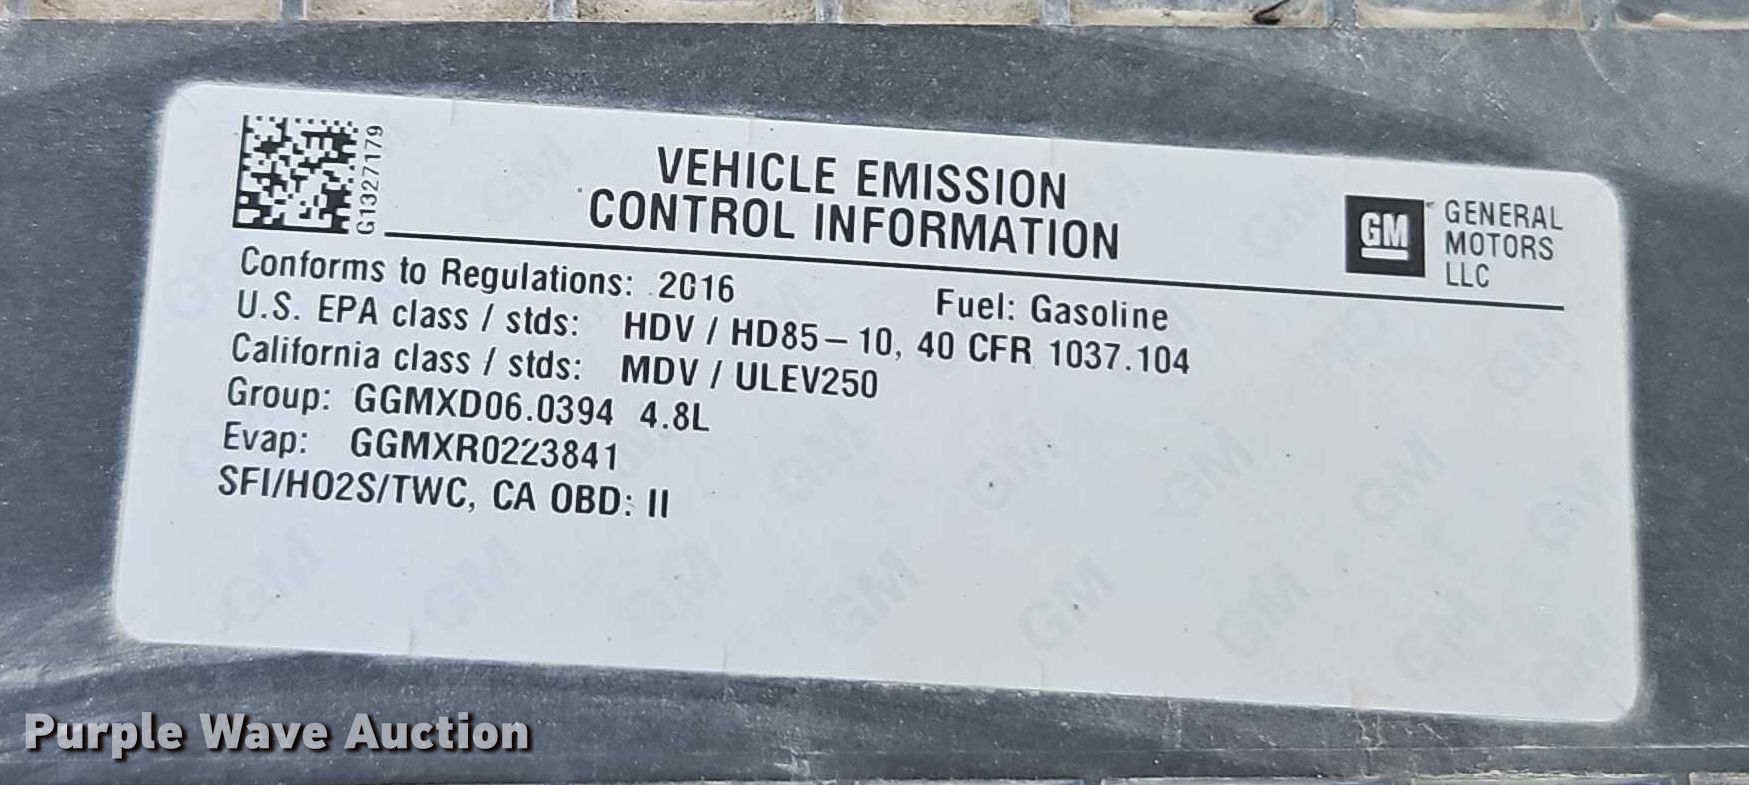 G1327179
VEHICLE EMISSION
CONTROL INFORMATION
GM
GENERAL
MOTORS
LLC
Conforms to Regulations: 2016
Fuel: Gasoline
U.S. EPA class / stds: HDV / HD85-10, 40 CFR 1037.104
California class / stds: MDV / ULEV250
Group: GGMXD06.0394 4.8L
Evap: GGMXR0223841
SFI/HO2S/TWC, CA OBD: II
Purple Wave Auction